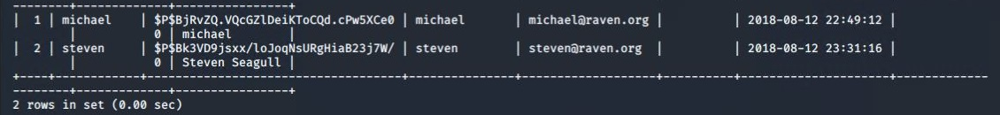 --------+-------------+----------------+
|  1 | michael    | $P$BjRvZQ.VQcGZlDeiKToCQd.cPw5XCe0 | michael       | michael@raven.org |          | 2018-08-12 22:49:12 |
        |           0 | michael        |
|  2 | steven     | $P$Bk3VD9jsxx/loJoqNsURgHiaB23j7W/ | steven        | steven@raven.org  |          | 2018-08-12 23:31:16 |
        |           0 | Steven Seagull |
+----+------------+------------------------------------+---------------+-------------------+----------+---------------------+-------------
--------+-------------+----------------+
2 rows in set (0.00 sec)